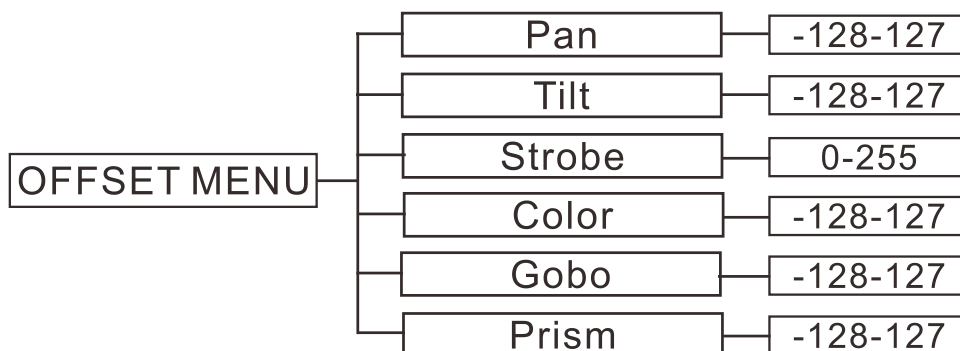 Pan -128-127
Tilt -128-127
Strobe 0-255
OFFSET MENU
Color -128-127
Gobo -128-127
Prism -128-127